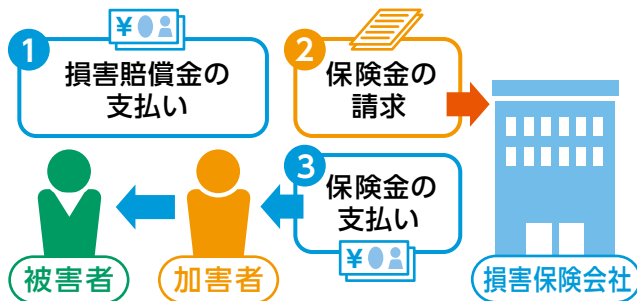 1
¥
損害賠償金の
支払い
2
保険金の
請求
3
保険金の
支払い
¥
被害者
加害者
損害保険会社